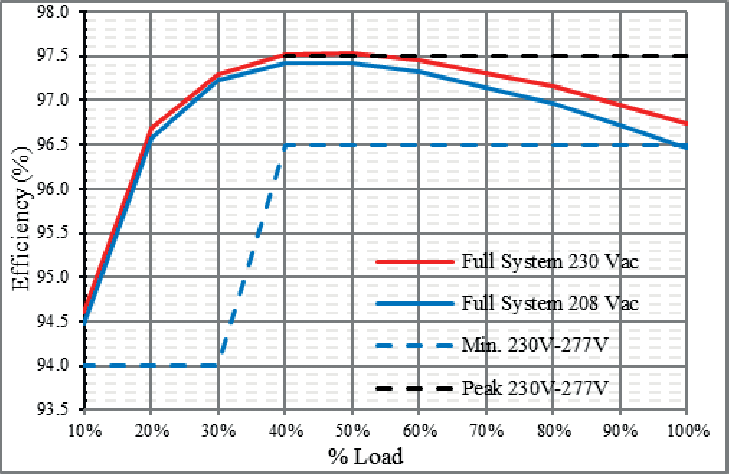 98.0
97.5
97.0
96.5
96.0
95.5
95.0
94.5
94.0
93.5
Efficiency (%)
Full System 230 Vac
Full System 208 Vac
Min. 230V-277V
Peak 230V-277V
10% 20% 30% 40% 50% 60% 70% 80% 90% 100%
% Load